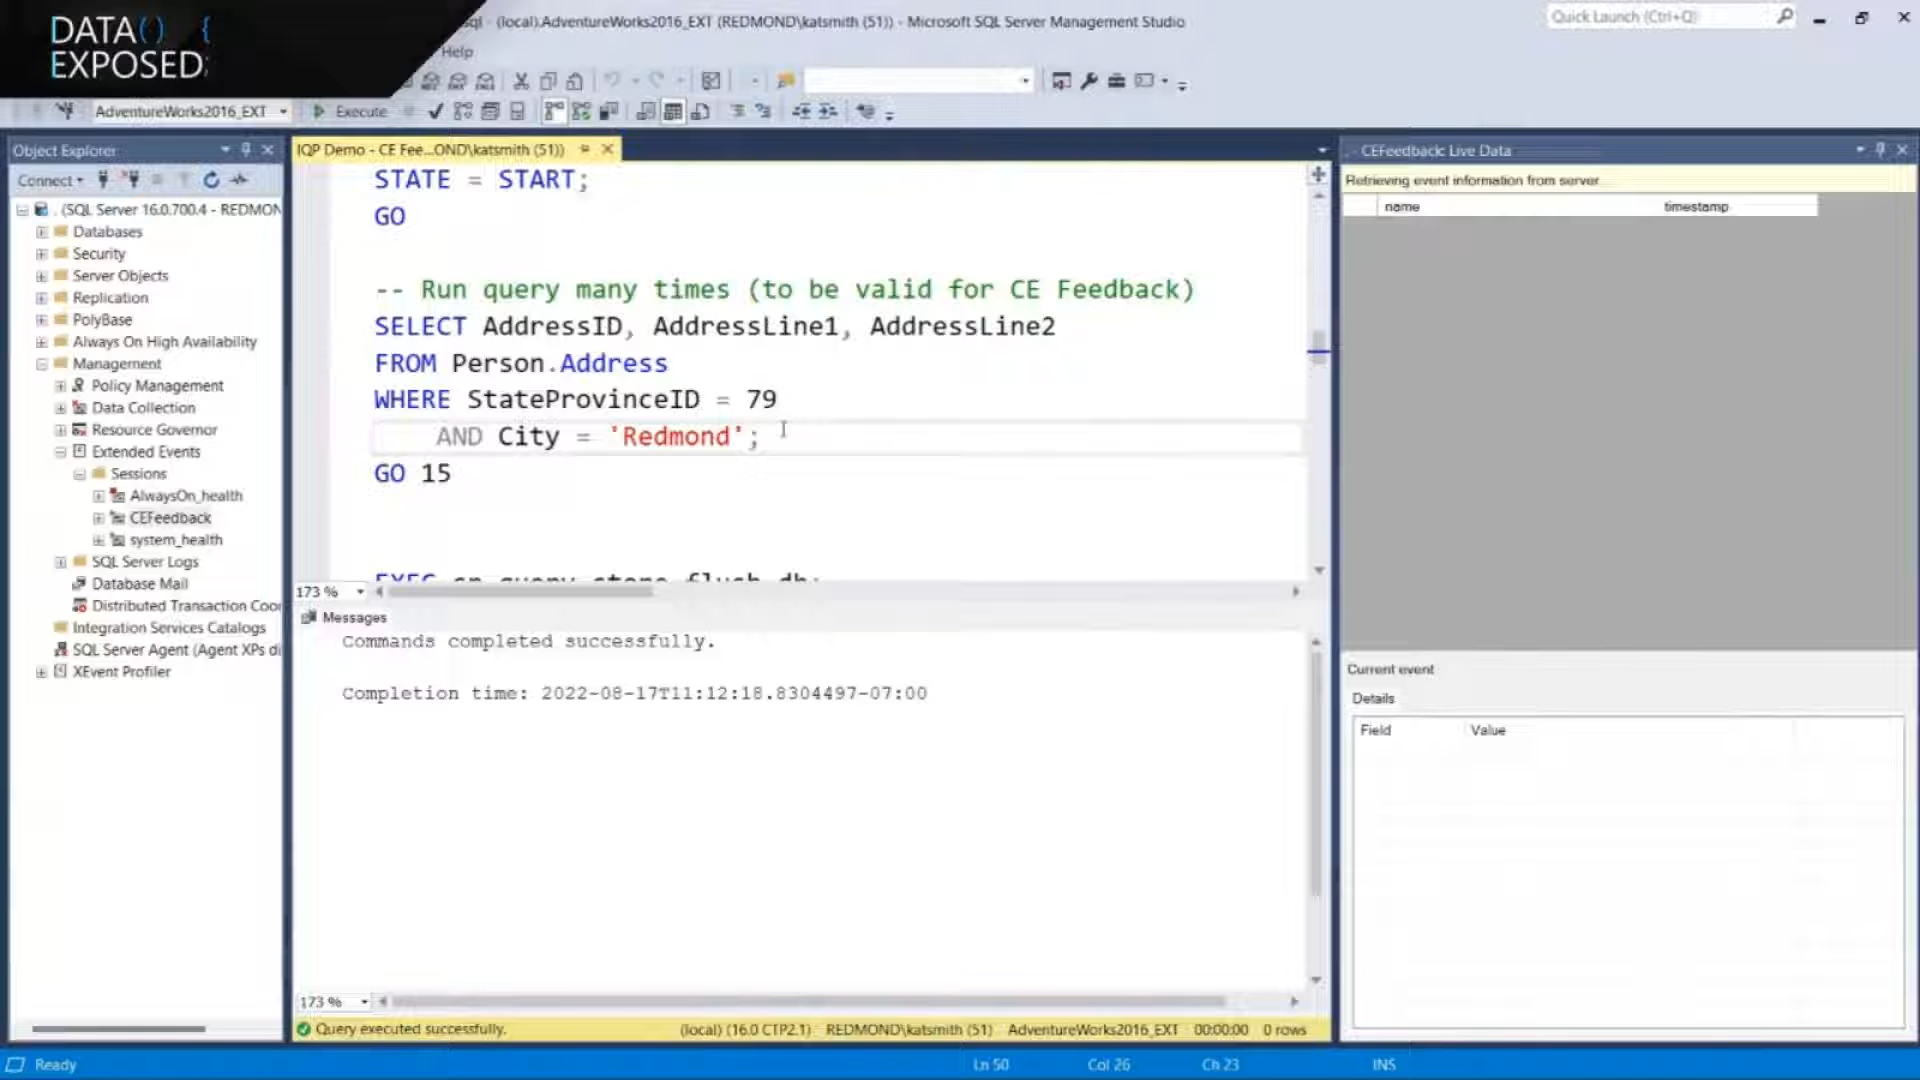 DATA() {
EXPOSED;
sql - (local).AdventureWorks2016_EXT (REDMOND\katsmith (51)) - Microsoft SQL Server Management Studio
Quick Launch (Ctrl+Q)
Help
AdventureWorks2016_EXT
Execute
Object Explorer
Connect
. (SQL Server 16.0.700.4 - REDMON
Databases
Security
Server Objects
Replication
PolyBase
Always On High Availability
Management
Policy Management
Data Collection
Resource Governor
Extended Events
Sessions
AlwaysOn_health
CEFeedback
system_health
SQL Server Logs
Database Mail
Distributed Transaction Coor
Integration Services Catalogs
SQL Server Agent (Agent XPs di
XEvent Profiler
IQP Demo - CE Fee...OND\katsmith (51))
STATE = START;
GO
-- Run query many times (to be valid for CE Feedback)
SELECT AddressID, AddressLine1, AddressLine2
FROM Person.Address
WHERE StateProvinceID = 79
AND City = 'Redmond';
GO 15
EXEC sp_query_store_flush_db;
173 %
Messages
Commands completed successfully.
Completion time: 2022-08-17T11:12:18.8304497-07:00
173 %
Query executed successfully.
(local) (16.0 CTP2.1)
REDMOND\katsmith (51)
AdventureWorks2016_EXT
00:00:00
0 rows
CEFeedback: Live Data
Retrieving event information from server...
name
timestamp
Current event
Details
Field
Value
Ready
Ln 50
Col 26
Ch 23
INS